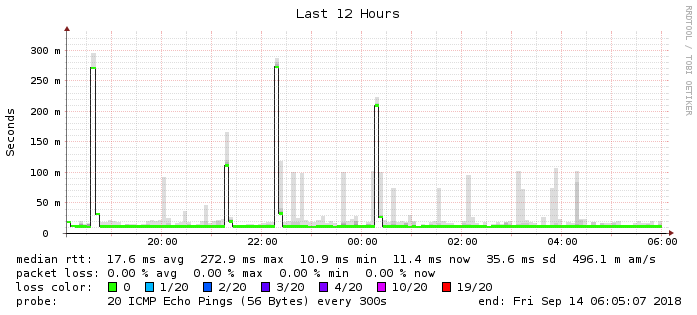 Last 12 Hours
RRDTOOL / TOBI OETIKER
Seconds
300 m
250 m
200 m
150 m
100 m
50 m
0
20:00 22:00 00:00 02:00 04:00 06:00
median rtt: 17.6 ms avg 272.9 ms max 10.9 ms min 11.4 ms now 35.6 ms sd 496.1 m am/s
packet loss: 0.00 % avg 0.00 % max 0.00 % min 0.00 % now
loss color: 0 1/20 2/20 3/20 4/20 10/20 19/20
probe: 20 ICMP Echo Pings (56 Bytes) every 300s end: Fri Sep 14 06:05:07 2018